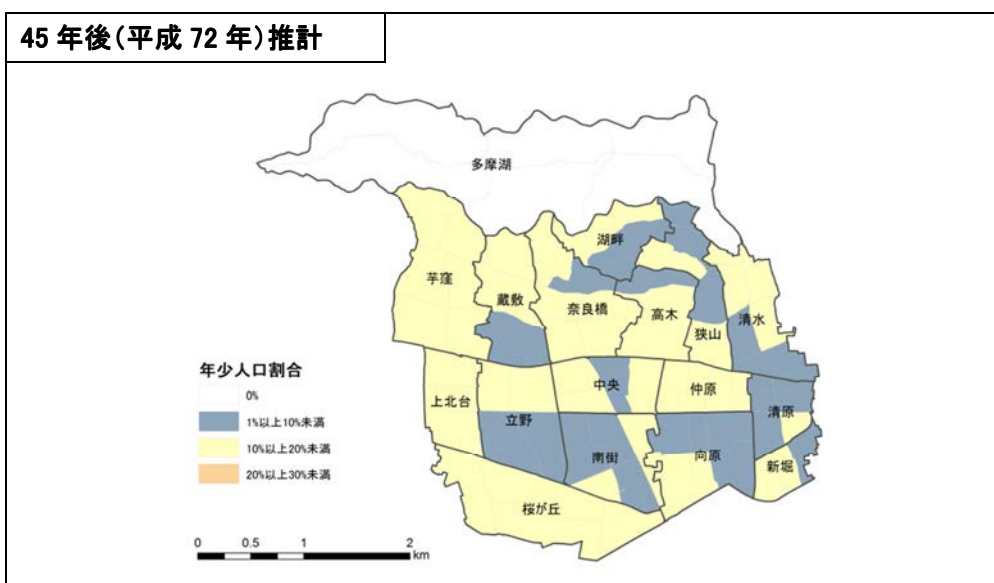 45 年後(平成 72 年)推計
多摩湖
湖畔
芋窪
蔵敷
奈良橋
高木
狭山
清水
年少人口割合
0%
1%以上10%未満
10%以上20%未満
20%以上30%未満
上北台
立野
中央
仲原
清原
南街
向原
新堀
桜が丘
0 0.5 1 2
km